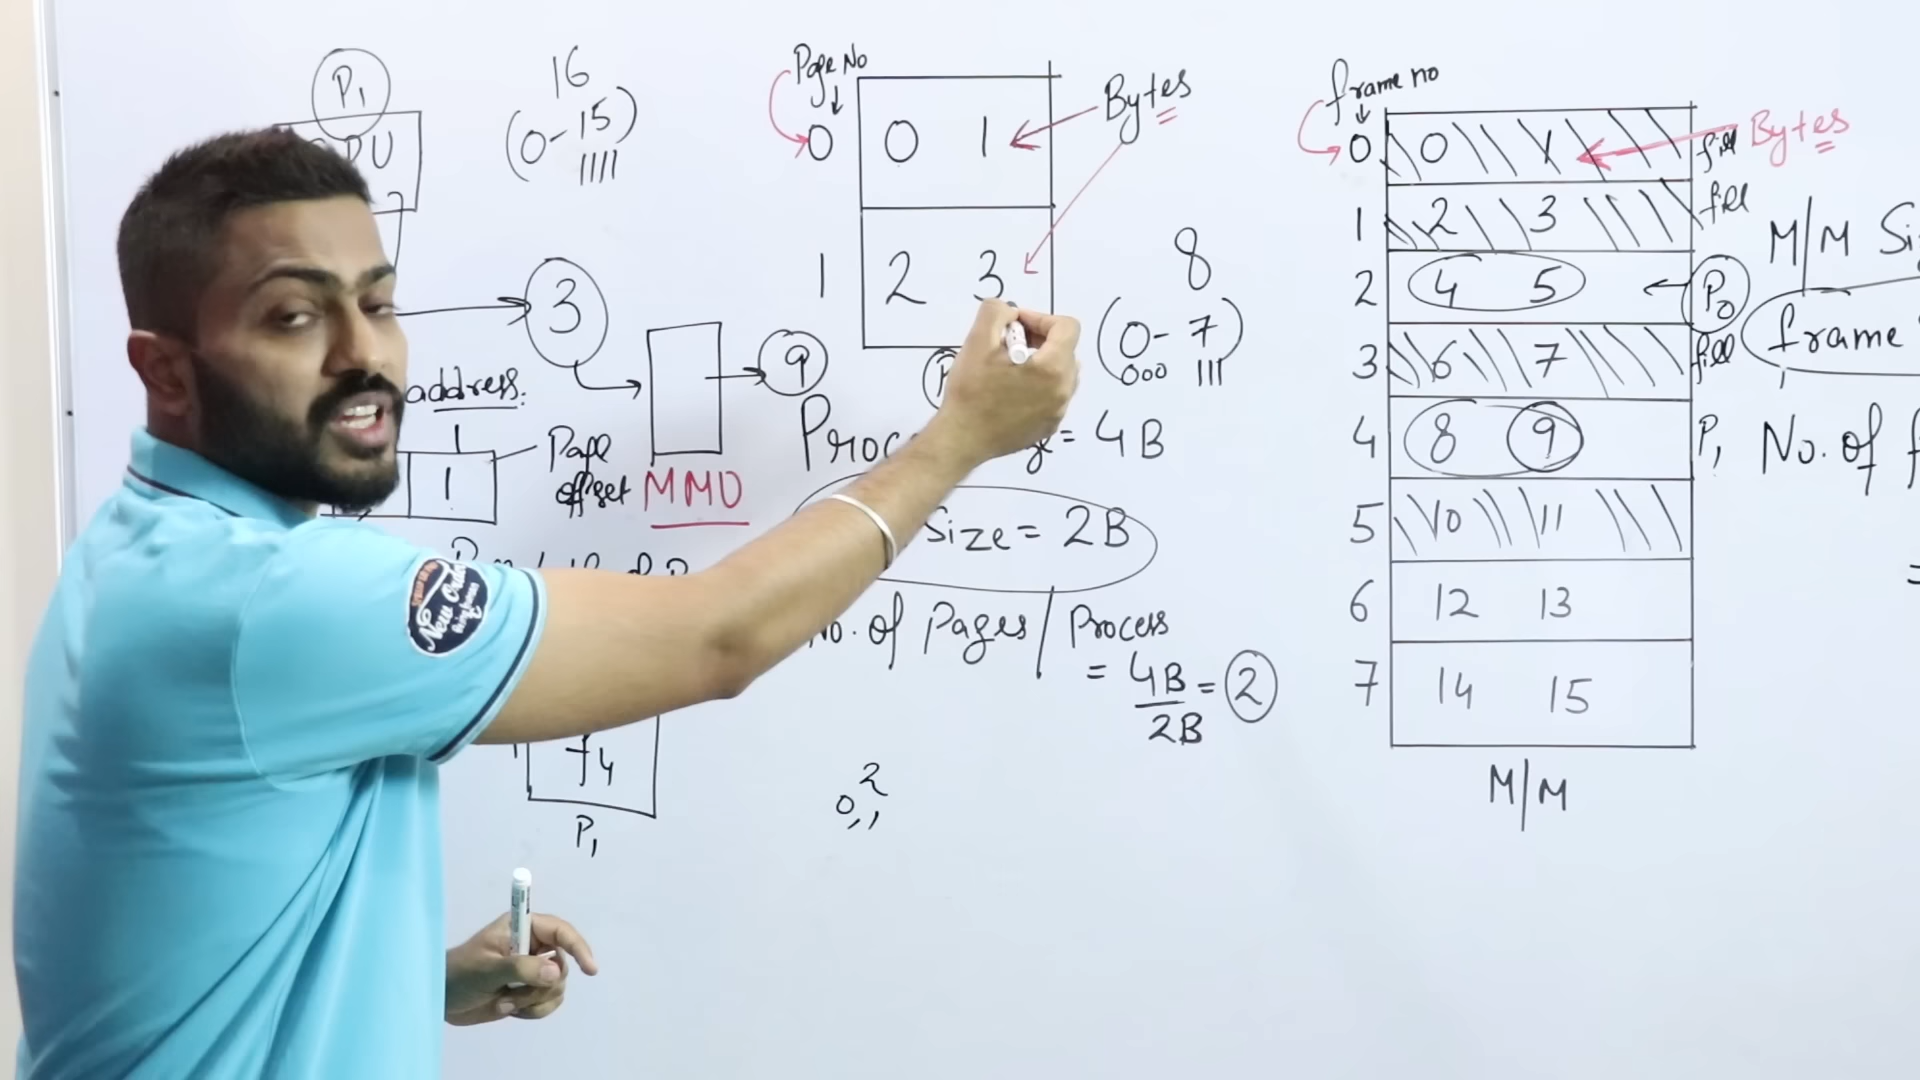 P1
16
(0-15)
1111
3
address.
1
1
Page
offset
MMU
9
f4
P1
Page No
0
0 1
Bytes
1
2 3
8
(0-7)
000 111
= 4B
Size = 2B
No. of Pages/Process
= 4B/2B = 2
0,1,2
frame no
0
0 1
fill
Bytes
1
2 3
fill
2
4 5
P0
3
6 7
fill
4
8 9
P1
5
10 11
6
12 13
7
14 15
M/M
M/M
frame
No. of
=